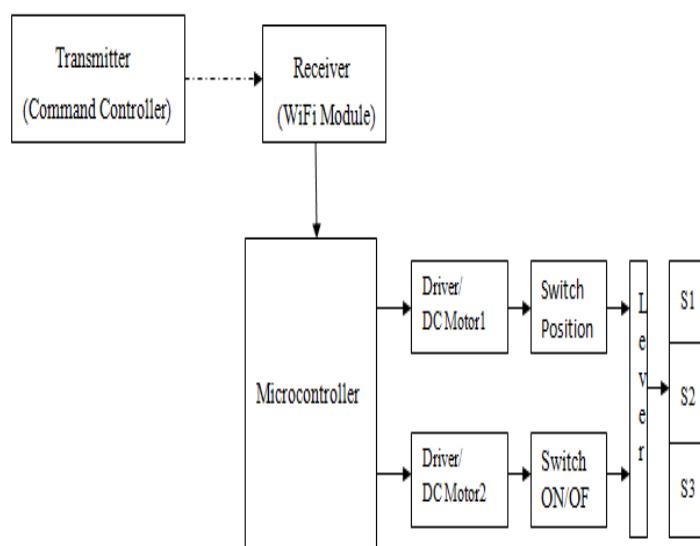 Transmitter
(Command Controller)
Receiver
(WiFi Module)
Microcontroller
Driver/
DC Motor1
Switch
Position
Driver/
DC Motor2
Switch
ON/OF
Lever
S1
S2
S3